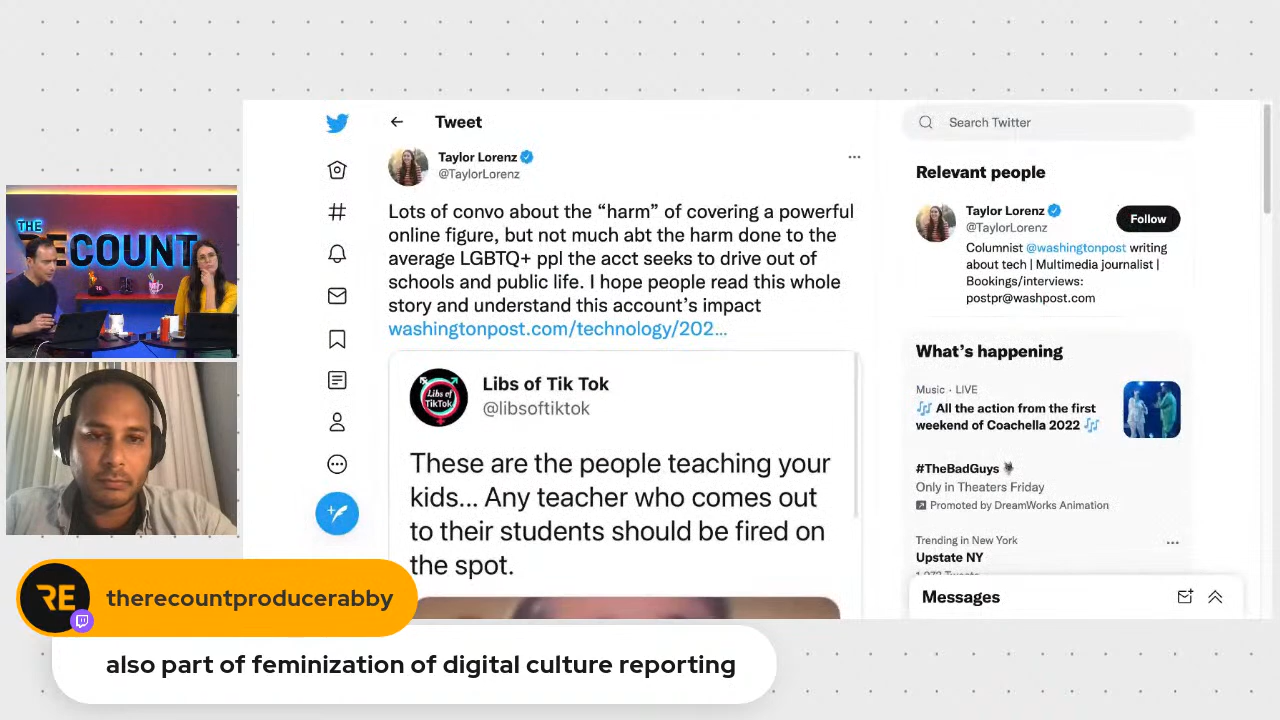 THE
RECOUNT
Tweet
Taylor Lorenz
@TaylorLorenz
Lots of convo about the “harm” of covering a powerful
online figure, but not much abt the harm done to the
average LGBTQ+ ppl the acct seeks to drive out of
schools and public life. I hope people read this whole
story and understand this account’s impact
washingtonpost.com/technology/202…
Libs of
TikTok
Libs of Tik Tok
@libsoftiktok
These are the people teaching your
kids... Any teacher who comes out
to their students should be fired on
the spot.
Search Twitter
Relevant people
Taylor Lorenz
@TaylorLorenz
Follow
Columnist @washingtonpost writing
about tech | Multimedia journalist |
Bookings/interviews:
postpr@washpost.com
What’s happening
Music · LIVE
🎶 All the action from the first
weekend of Coachella 2022 🎶
#TheBadGuys
Only in Theaters Friday
Promoted by DreamWorks Animation
Trending in New York
Upstate NY
Messages
RE
therecountproducerabby
also part of feminization of digital culture reporting